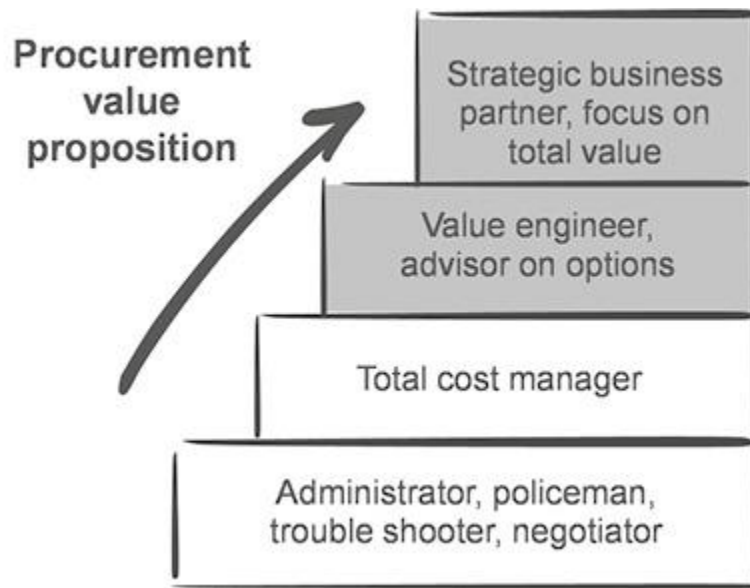 Procurement
value
proposition
Strategic business
partner, focus on
total value
Value engineer,
advisor on options
Total cost manager
Administrator, policeman,
trouble shooter, negotiator